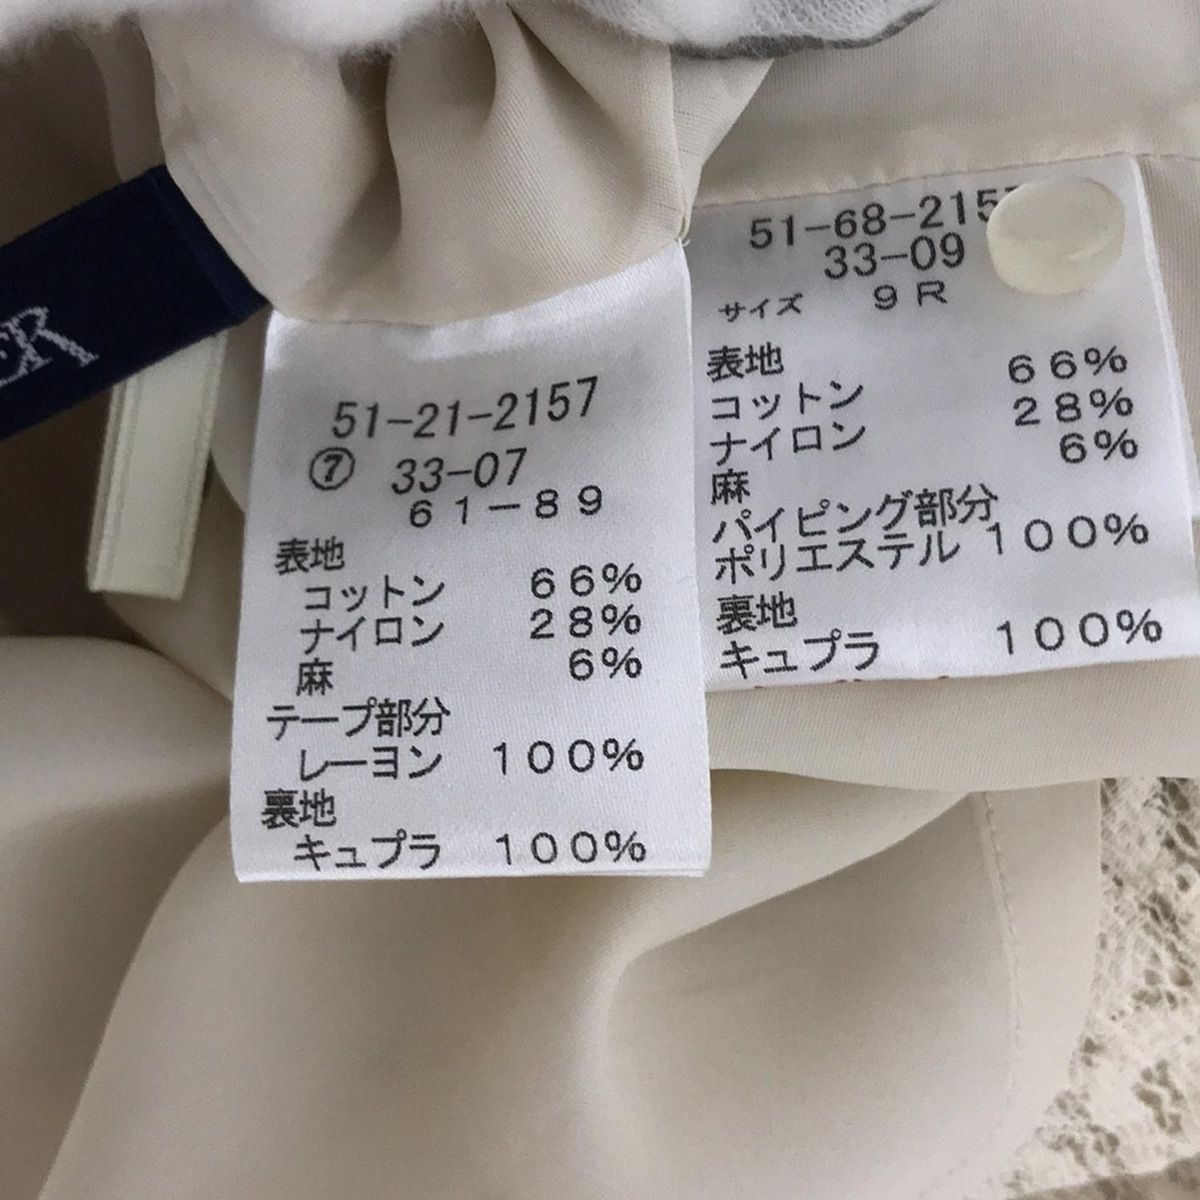 ER
51-21-2157
⑦ 33-07
61-89
表地
コットン 66%
ナイロン 28%
麻 6%
テープ部分
レーヨン 100%
裏地
キュプラ 100%
51-68-215
33-09
サイズ 9R
表地
コットン 66%
ナイロン 28%
麻 6%
パイピング部分
ポリエステル 100%
裏地
キュプラ 100%